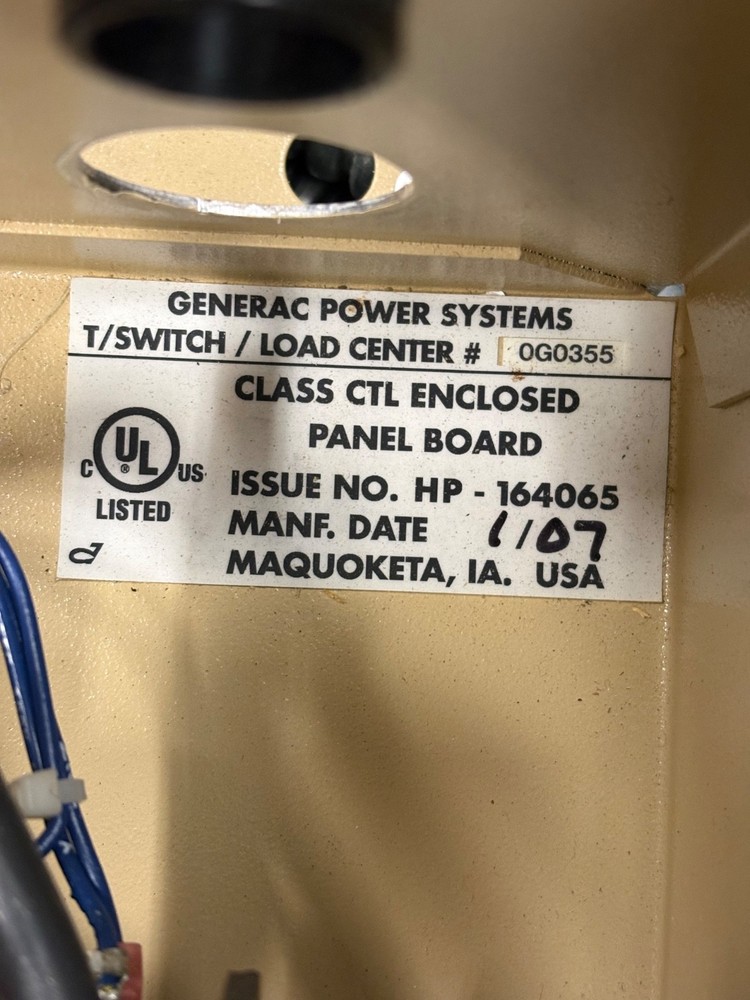 GENERAC POWER SYSTEMS
T/SWITCH / LOAD CENTER # 0G0355
CLASS CTL ENCLOSED
PANEL BOARD
C UL ® US
LISTED
ISSUE NO. HP - 164065
MANF. DATE 1/07
MAQUOKETA, IA. USA